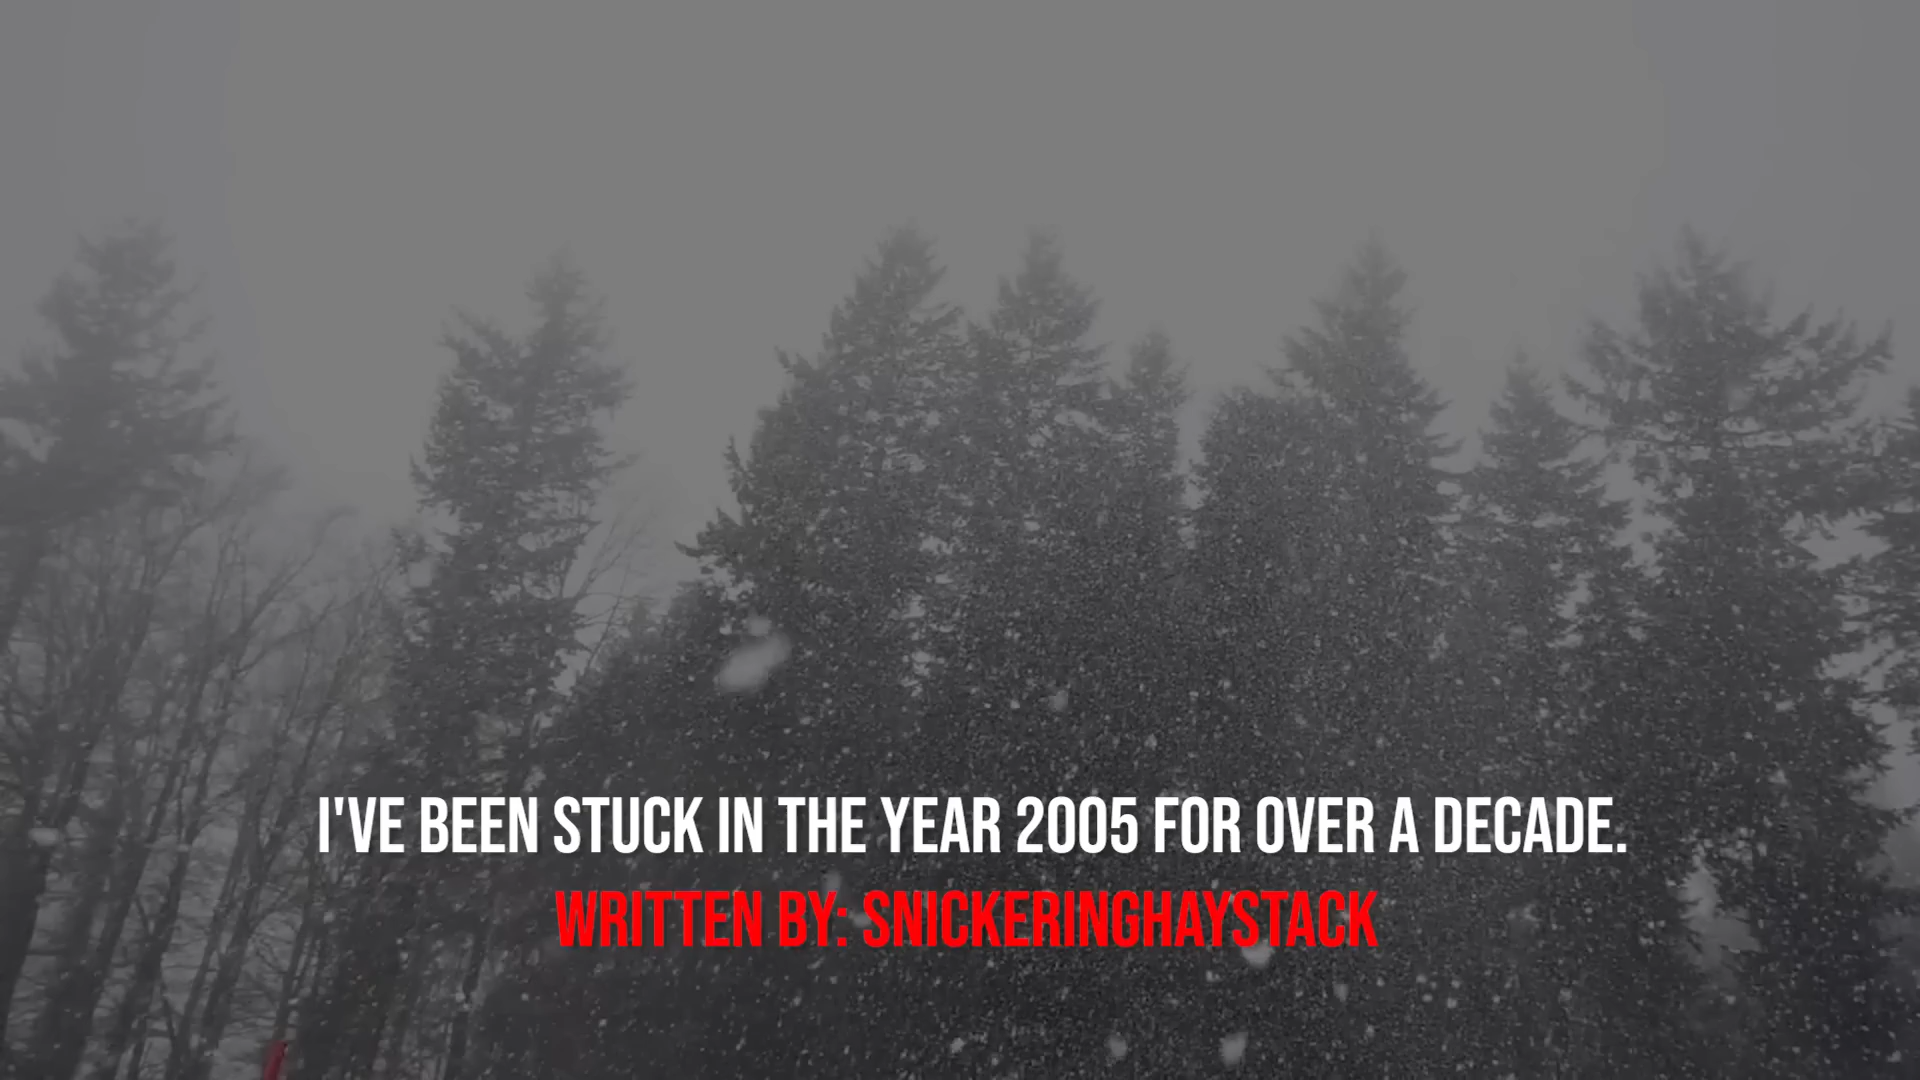 I'VE BEEN STUCK IN THE YEAR 2005 FOR OVER A DECADE.
WRITTEN BY: SNICKERINGHAYSTACK